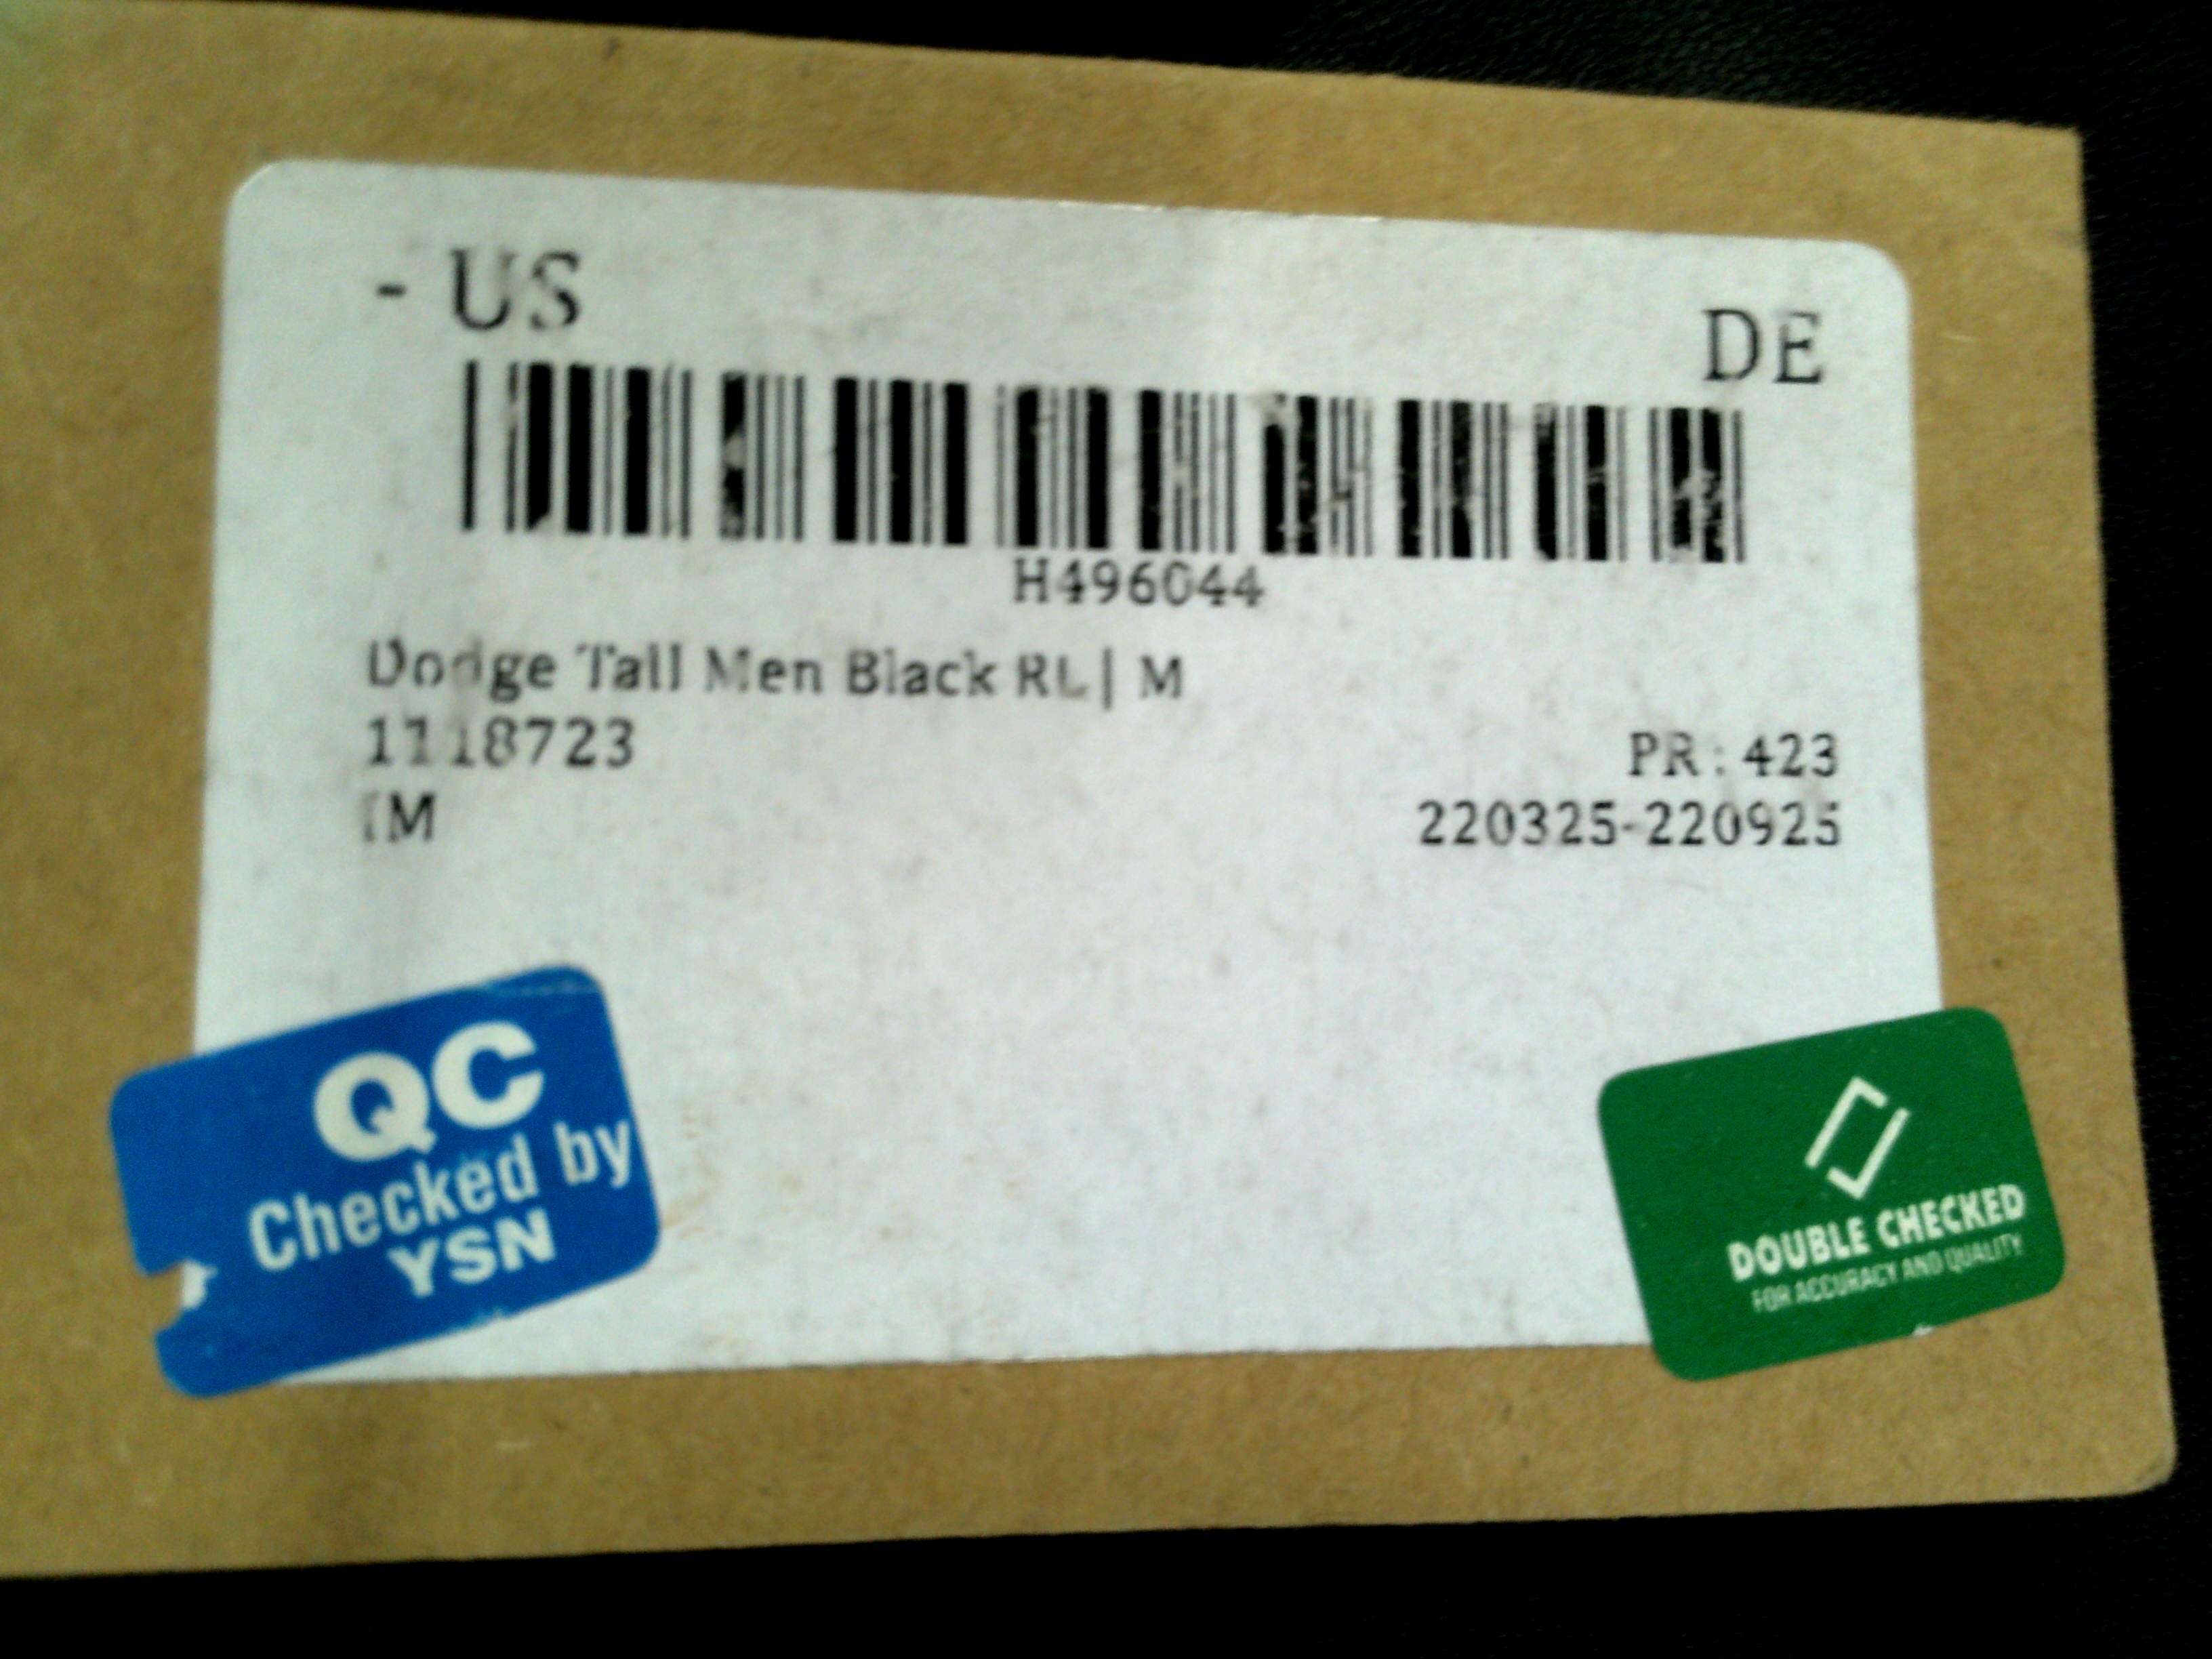 - US
DE
H496044
Dodge Tall Men Black RL | M
1118723
PR: 423
IM
220325-220925
QC
Checked by
YSN
DOUBLE CHECKED
FOR ACCURACY AND QUALITY